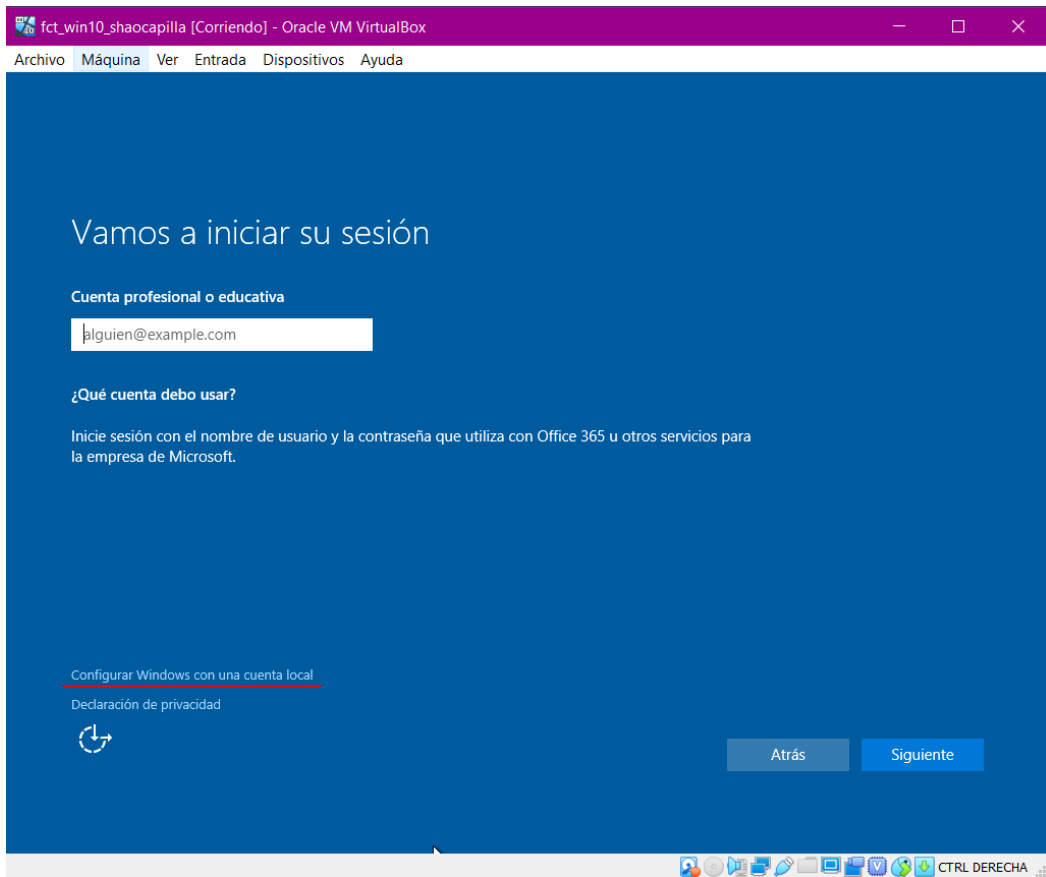 fct_win10_shaocapilla [Corriendo] - Oracle VM VirtualBox
Archivo Máquina Ver Entrada Dispositivos Ayuda
Vamos a iniciar su sesión
Cuenta profesional o educativa
alguien@example.com
¿Qué cuenta debo usar?
Inicie sesión con el nombre de usuario y la contraseña que utiliza con Office 365 u otros servicios para
la empresa de Microsoft.
Configurar Windows con una cuenta local
Declaración de privacidad
Atrás Siguiente
CTRL DERECHA